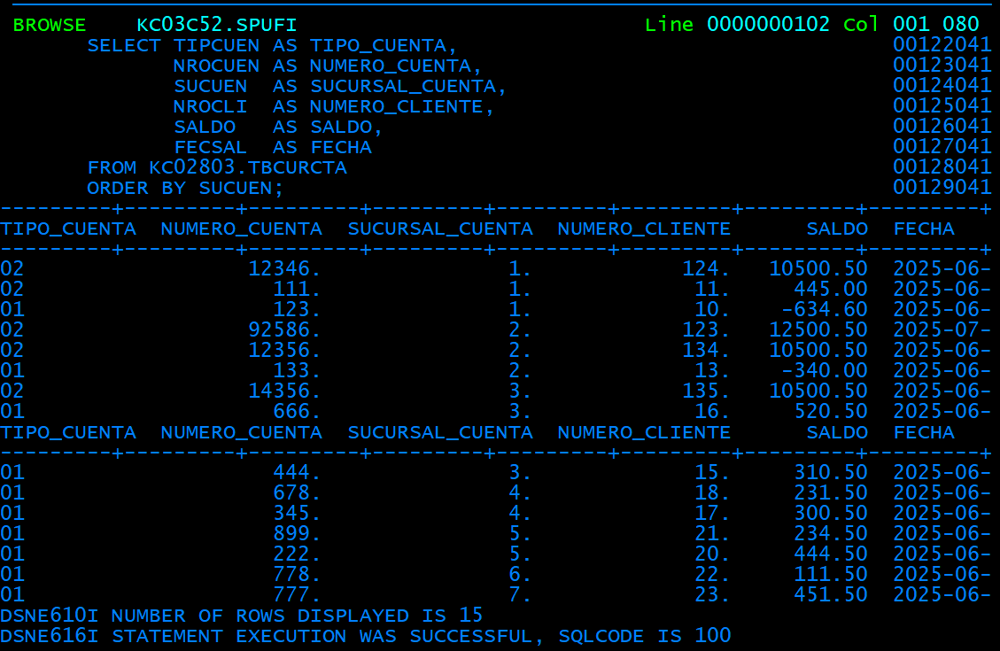 BROWSE    KC03C52.SPUFI                            Line 0000000102 Col 001 080
       SELECT TIPCUEN AS TIPO_CUENTA,                                   00122041
              NROCUEN AS NUMERO_CUENTA,                                 00123041
              SUCUEN  AS SUCURSAL_CUENTA,                               00124041
              NROCLI  AS NUMERO_CLIENTE,                                00125041
              SALDO   AS SALDO,                                         00126041
              FECSAL  AS FECHA                                          00127041
       FROM KC02803.TBCURCTA                                            00128041
       ORDER BY SUCUEN;                                                 00129041
---------+---------+---------+---------+---------+---------+---------+---------+
TIPO_CUENTA  NUMERO_CUENTA  SUCURSAL_CUENTA  NUMERO_CLIENTE      SALDO  FECHA
---------+---------+---------+---------+---------+---------+---------+---------+
02                  12346.               1.            124.   10500.50  2025-06-
02                    111.               1.             11.     445.00  2025-06-
01                    123.               1.             10.    -634.60  2025-06-
02                  92586.               2.            123.   12500.50  2025-07-
02                  12356.               2.            134.   10500.50  2025-06-
01                    133.               2.             13.    -340.00  2025-06-
02                  14356.               3.            135.   10500.50  2025-06-
01                    666.               3.             16.     520.50  2025-06-
TIPO_CUENTA  NUMERO_CUENTA  SUCURSAL_CUENTA  NUMERO_CLIENTE      SALDO  FECHA
---------+---------+---------+---------+---------+---------+---------+---------+
01                    444.               3.             15.     310.50  2025-06-
01                    678.               4.             18.     231.50  2025-06-
01                    345.               4.             17.     300.50  2025-06-
01                    899.               5.             21.     234.50  2025-06-
01                    222.               5.             20.     444.50  2025-06-
01                    778.               6.             22.     111.50  2025-06-
01                    777.               7.             23.     451.50  2025-06-
DSNE610I NUMBER OF ROWS DISPLAYED IS 15
DSNE616I STATEMENT EXECUTION WAS SUCCESSFUL, SQLCODE IS 100